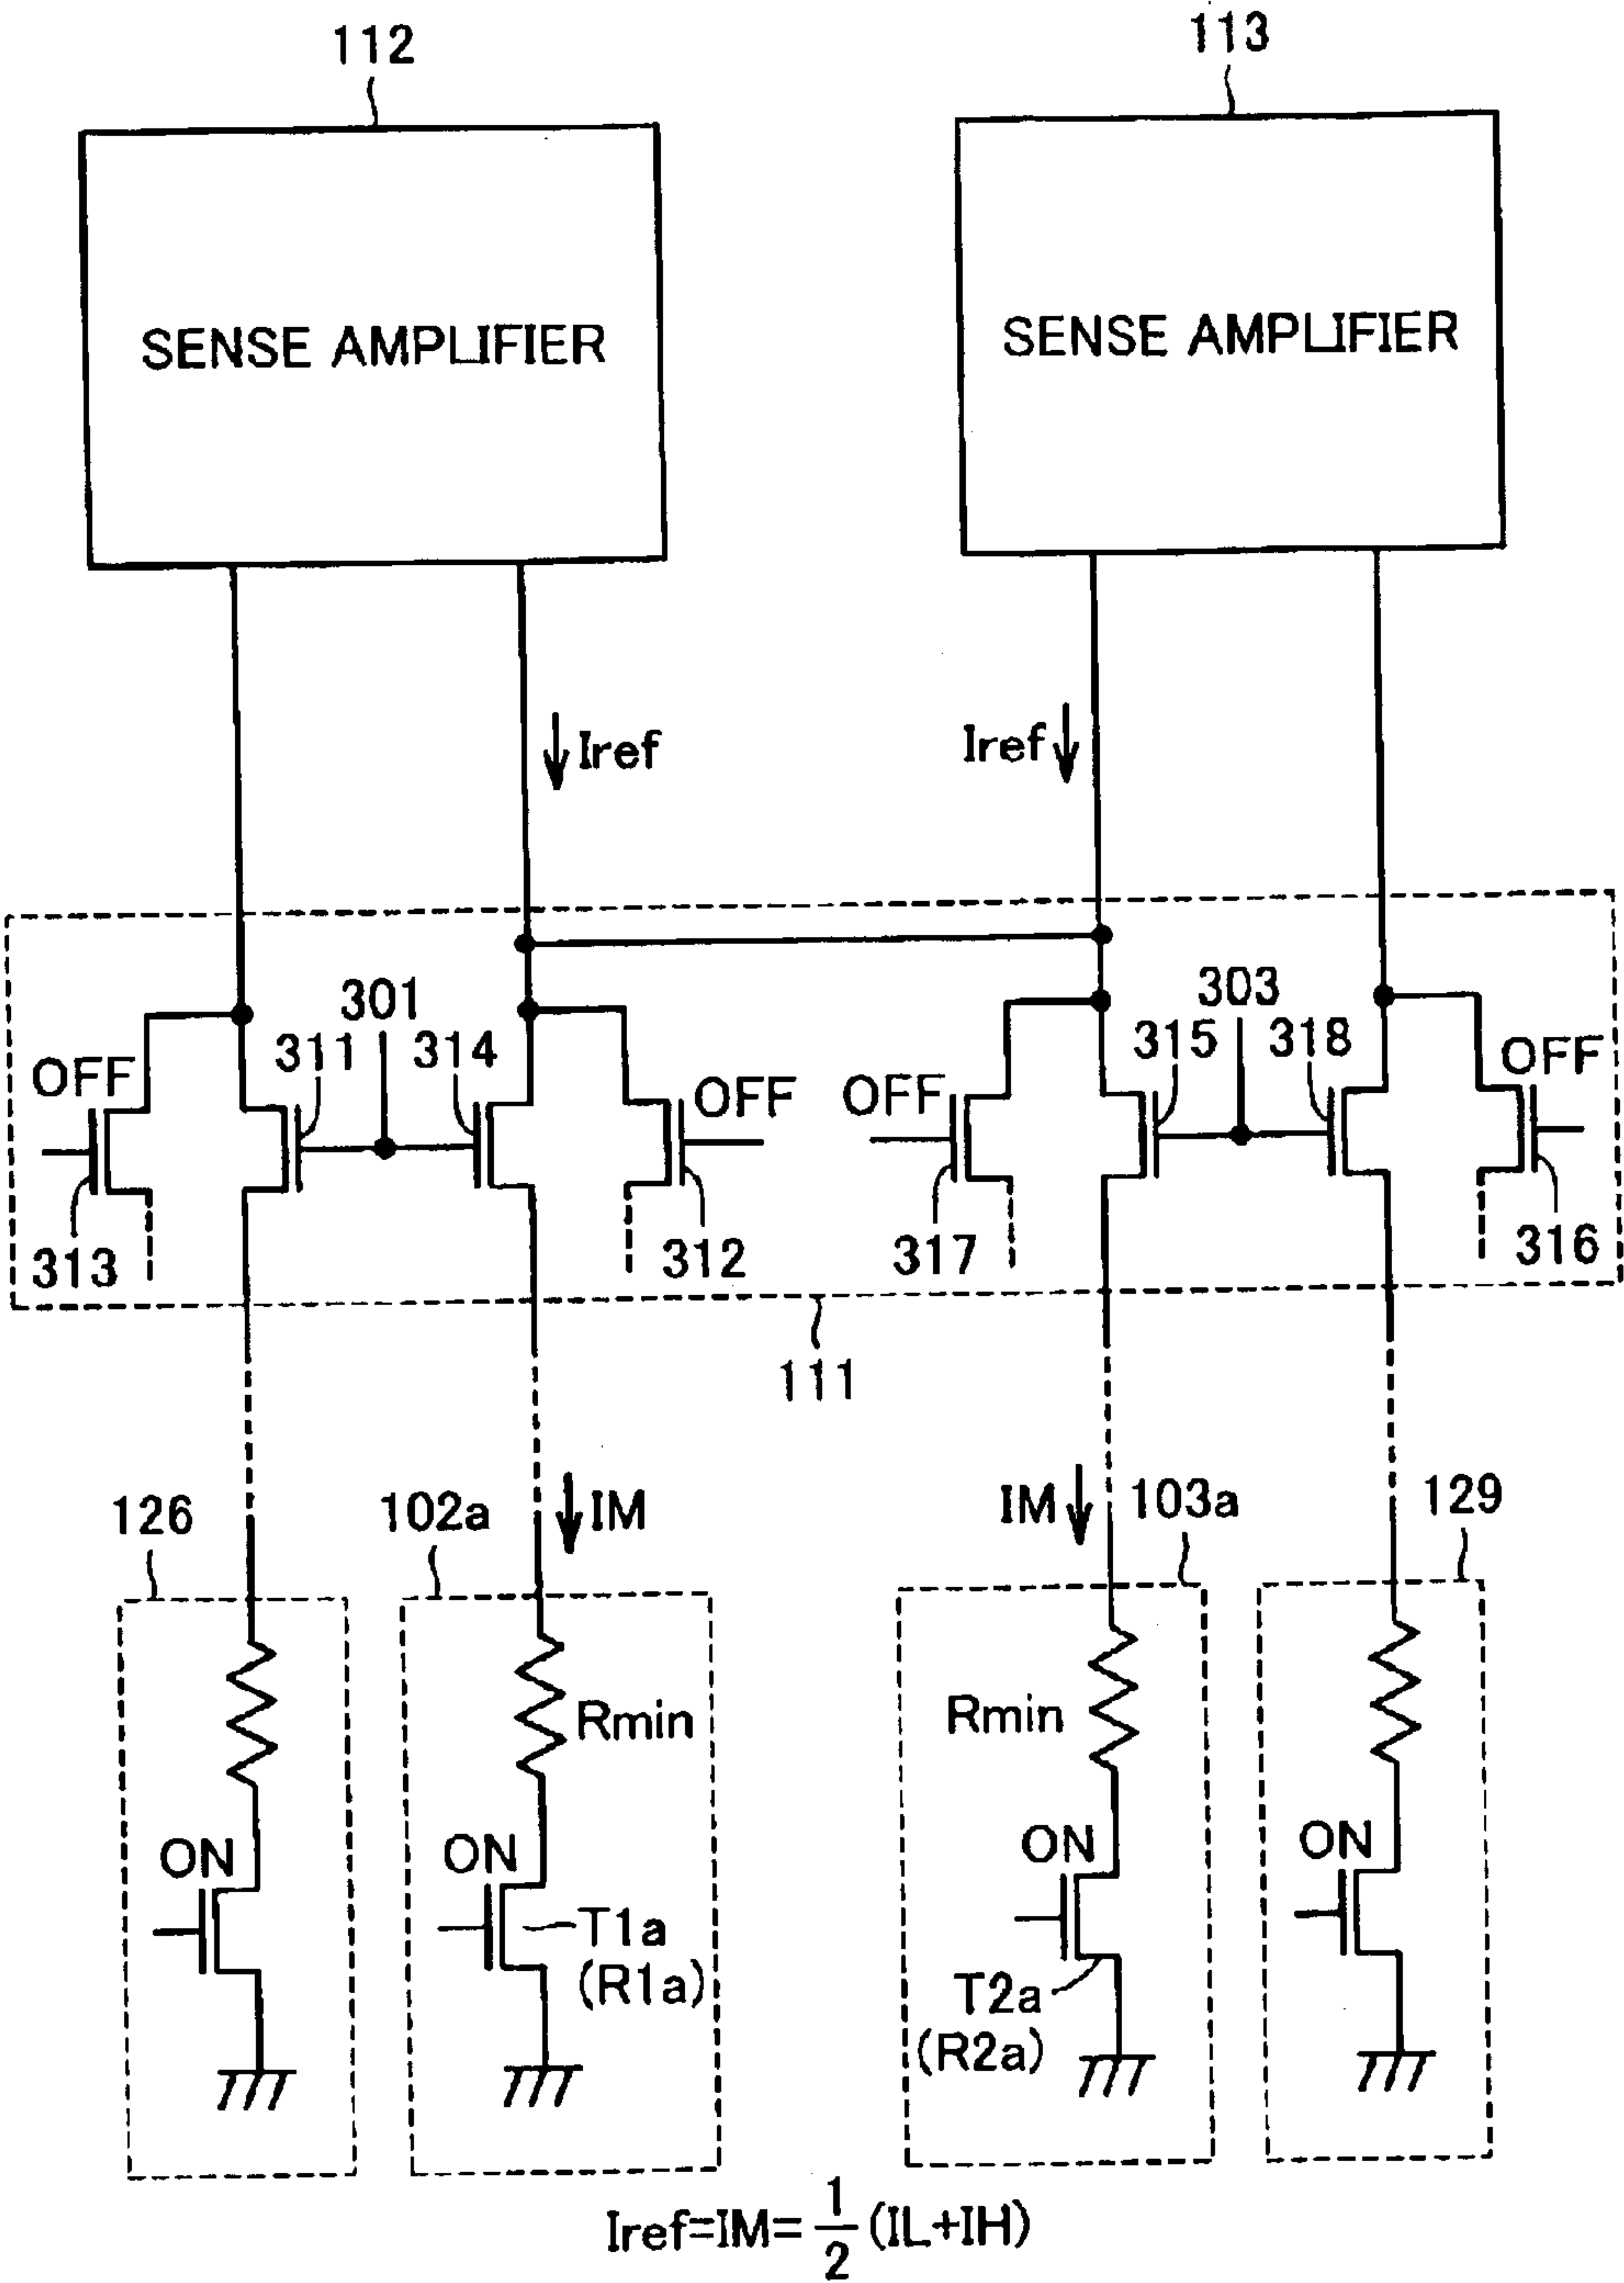 112
113
SENSE AMPLIFIER
SENSE AMPLIFIER
Iref
Iref
301
303
311
314
315
318
OFF
OFF
OFF
OFF
313
312
317
316
111
126
102a
IM
IM
103a
129
Rmin
Rmin
ON
ON
ON
ON
T1a
(R1a)
T2a
(R2a)
Iref=IM=1/2(IL+IH)